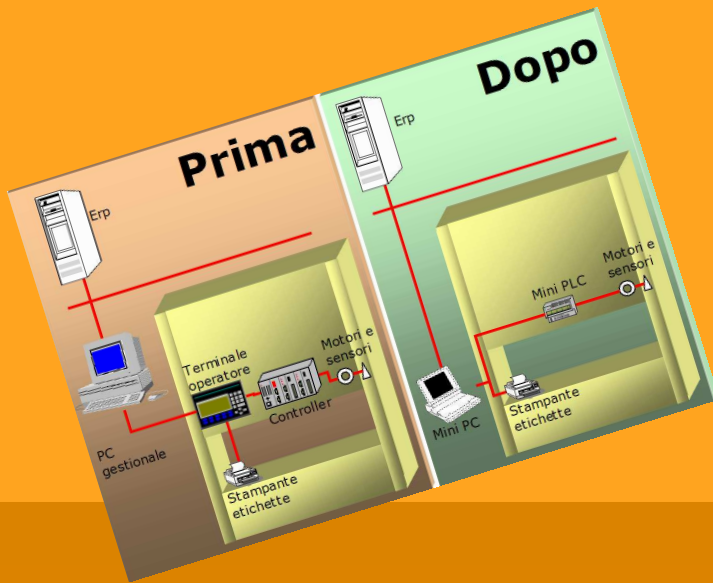 Prima
Erp
Terminale
operatore
Motori e
sensori
Controller
PC
gestionale
Stampante
etichette
Dopo
Erp
Motori e
sensori
Mini PLC
Mini PC
Stampante
etichette